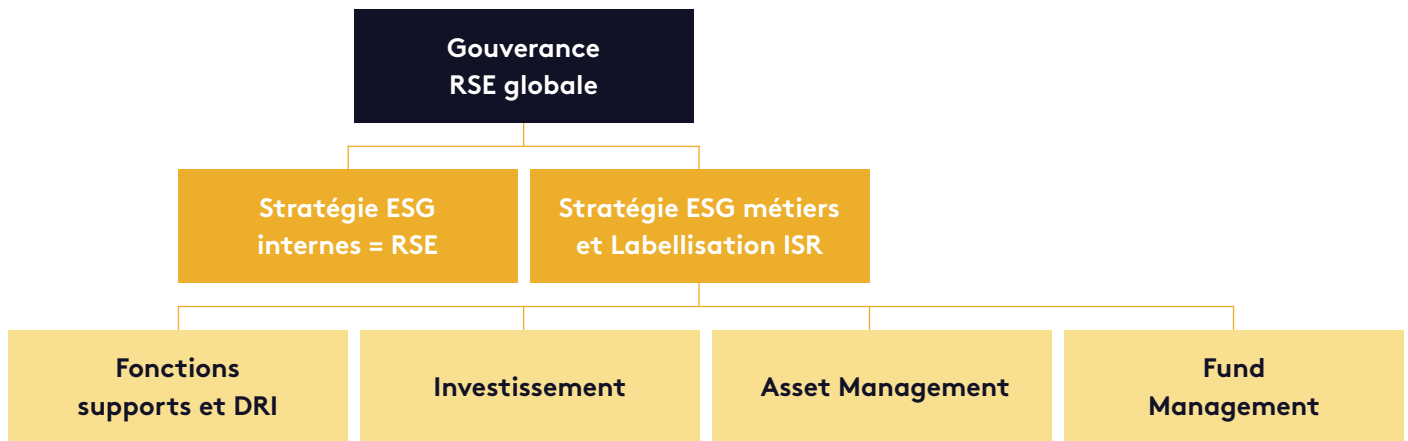 Gouverance
RSE globale
Stratégie ESG
internes = RSE
Stratégie ESG métiers
et Labellisation ISR
Fonctions
supports et DRI
Investissement
Asset Management
Fund
Management